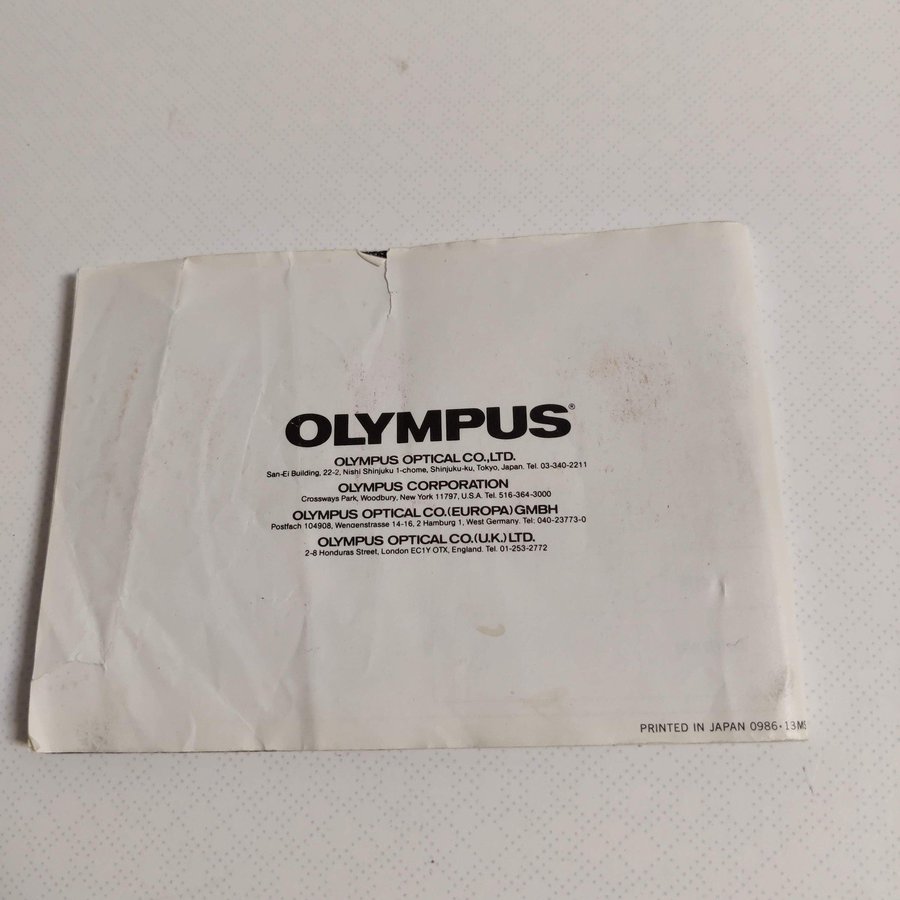 OLYMPUS®
OLYMPUS OPTICAL CO.,LTD.
San-Ei Building, 22-2, Nishi Shinjuku 1-chome, Shinjuku-ku, Tokyo, Japan. Tel. 03-340-2211
OLYMPUS CORPORATION
Crossways Park, Woodbury, New York 11797, U.S.A. Tel. 516-364-3000
OLYMPUS OPTICAL CO.(EUROPA) GMBH
Postfach 104908, Wendenstrasse 14-16, 2 Hamburg 1, West Germany. Tel: 040-23773-0
OLYMPUS OPTICAL CO.(U.K.) LTD.
2-8 Honduras Street, London EC1Y OTX, England. Tel. 01-253-2772
PRINTED IN JAPAN 0986·13M